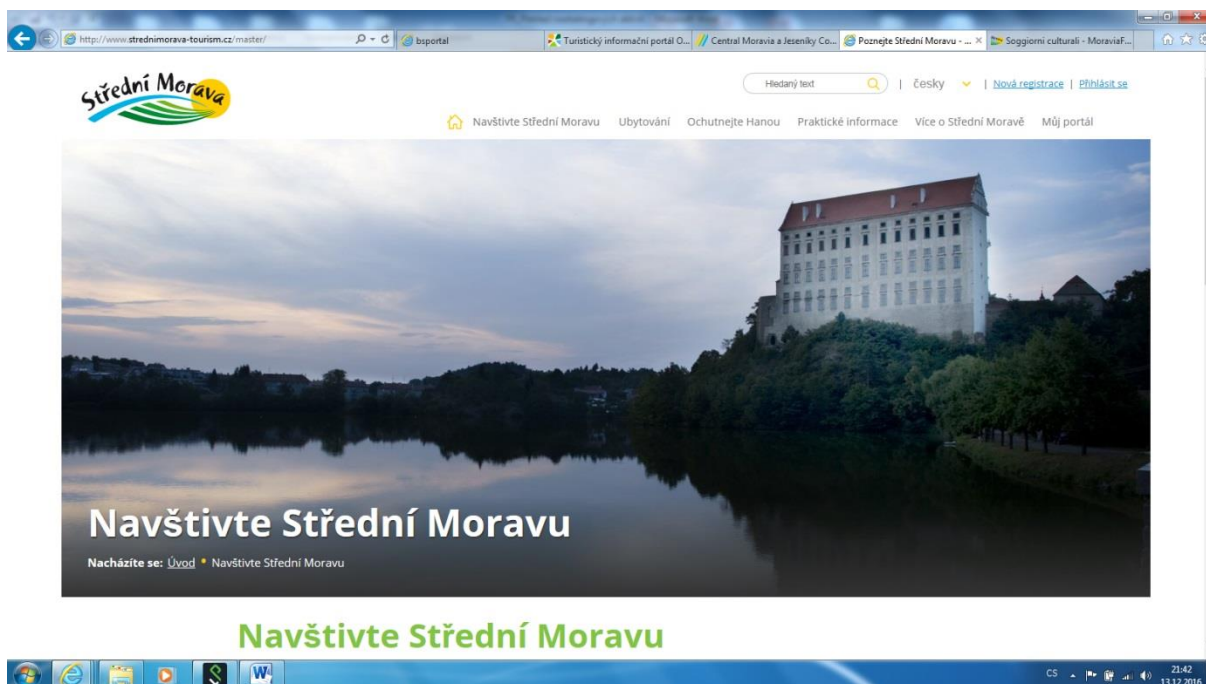 http://www.strednimorava-tourism.cz/master/
bsportal
Turistický informační portál O...
Central Moravia a Jeseníky Co...
Poznejte Střední Moravu - ...
Soggiorni culturali - MoraviaF...
Střední Morava
Hledaný text
česky
Nová registrace
Přihlásit se
Navštivte Střední Moravu
Ubytování
Ochutnejte Hanou
Praktické informace
Více o Střední Moravě
Můj portál
Navštivte Střední Moravu
Nacházíte se: Úvod • Navštivte Střední Moravu
Navštivte Střední Moravu
CS
21:42
13.12.2016